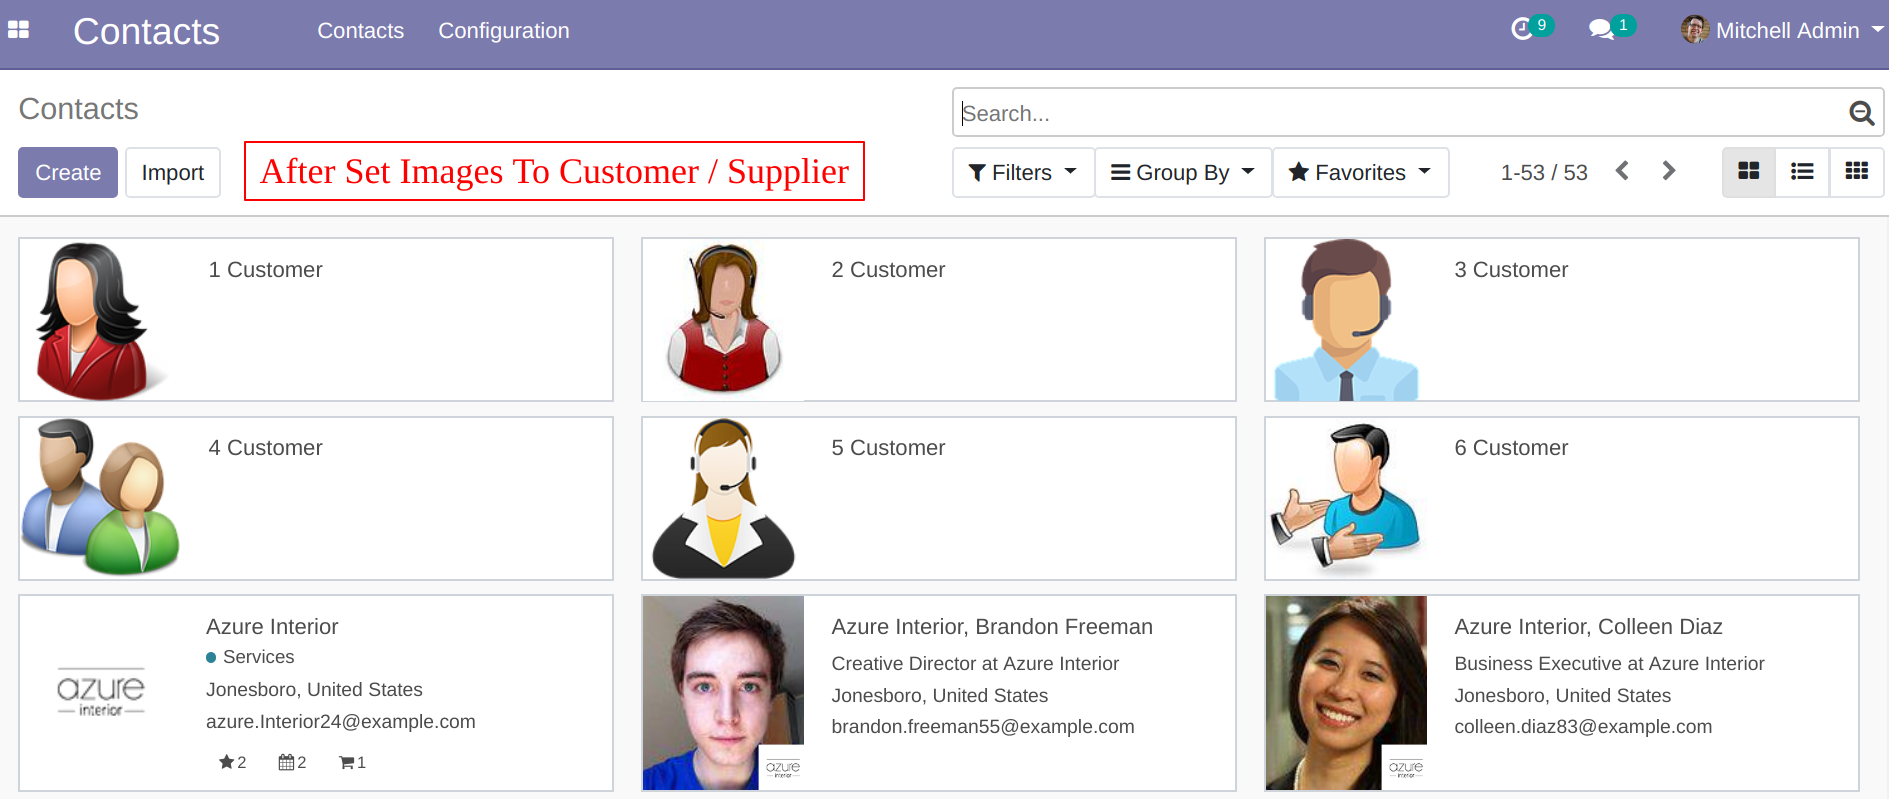 Contacts Contacts Configuration 9 1 Mitchell Admin
Contacts
Search...
Create Import After Set Images To Customer / Supplier Filters Group By Favorites 1-53 / 53
1 Customer
2 Customer
3 Customer
4 Customer
5 Customer
6 Customer
azure
interior
Azure Interior
Services
Jonesboro, United States
azure.Interior24@example.com
2 2 1
Azure Interior, Brandon Freeman
Creative Director at Azure Interior
Jonesboro, United States
brandon.freeman55@example.com
azure
interior
Azure Interior, Colleen Diaz
Business Executive at Azure Interior
Jonesboro, United States
colleen.diaz83@example.com
azure
interior